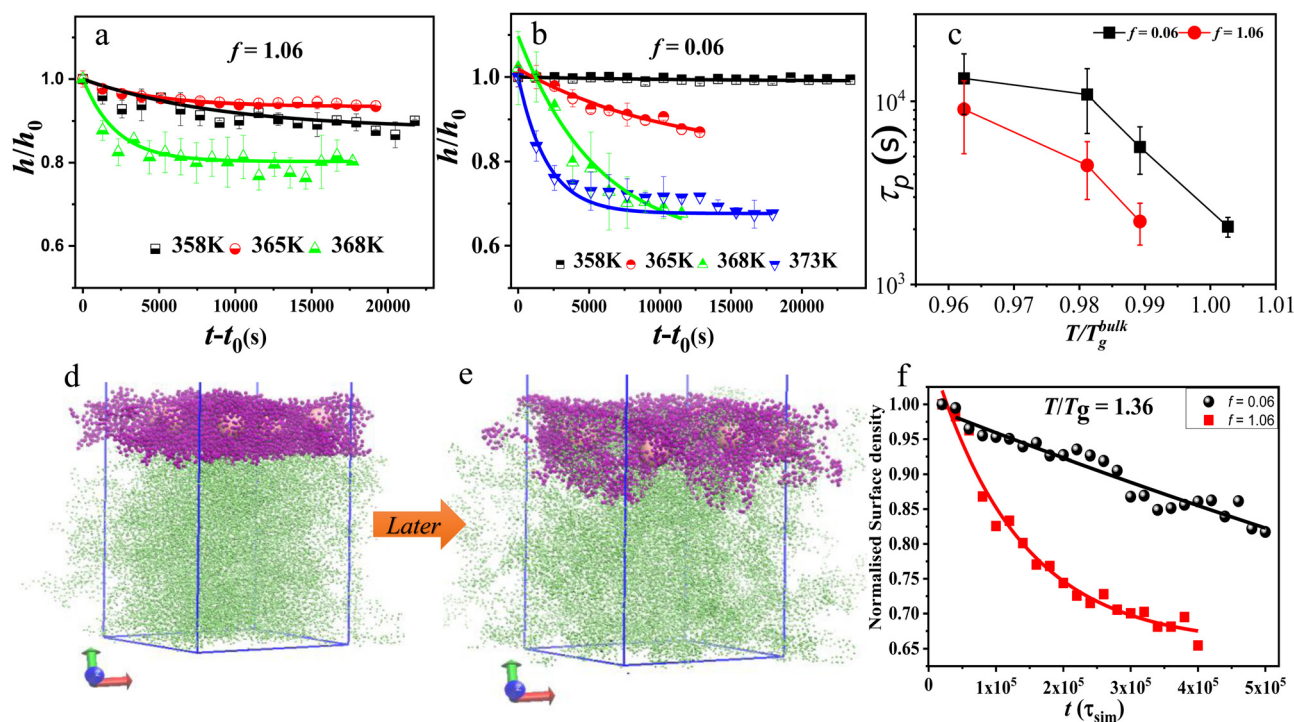 a
f = 1.06
h/h0
1.0
0.8
0.6
358K 365K 368K
0 5000 10000 15000 20000
t-t0(s)
b
f = 0.06
h/h0
1.0
0.8
0.6
358K 365K 368K 373K
0 5000 10000 15000 20000
t-t0(s)
c
f = 0.06 f = 1.06
τp (s)
10^4
10^3
0.96 0.97 0.98 0.99 1.00 1.01
T/Tg^bulk
d
Later
e
z
z
f
T/Tg = 1.36
f = 0.06
f = 1.06
Normalised Surface density
1.00
0.95
0.90
0.85
0.80
0.75
0.70
0.65
0 1x10^5 2x10^5 3x10^5 4x10^5 5x10^5
t (τsim)